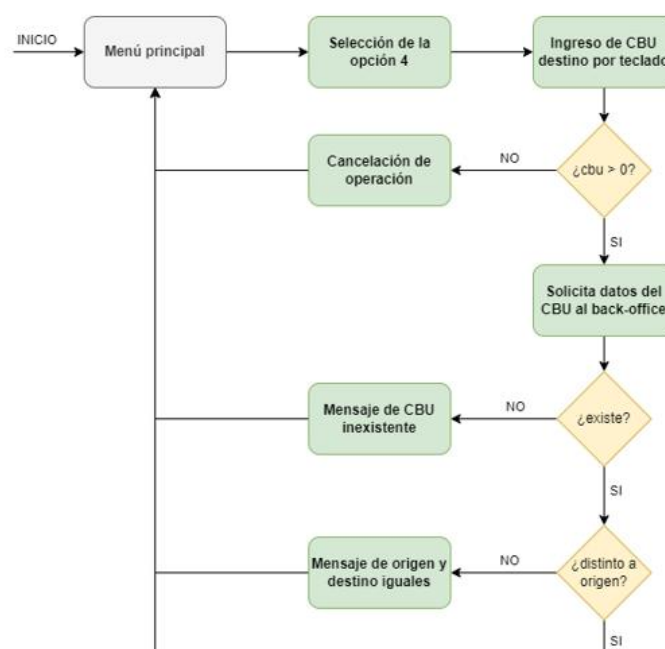 INICIO
Menú principal
Selección de la
opción 4
Ingreso de CBU
destino por teclado
Cancelación de
operación
NO
¿cbu > 0?
SI
Solicita datos del
CBU al back-office
Mensaje de CBU
inexistente
NO
¿existe?
SI
Mensaje de origen y
destino iguales
NO
¿distinto a
origen?
SI